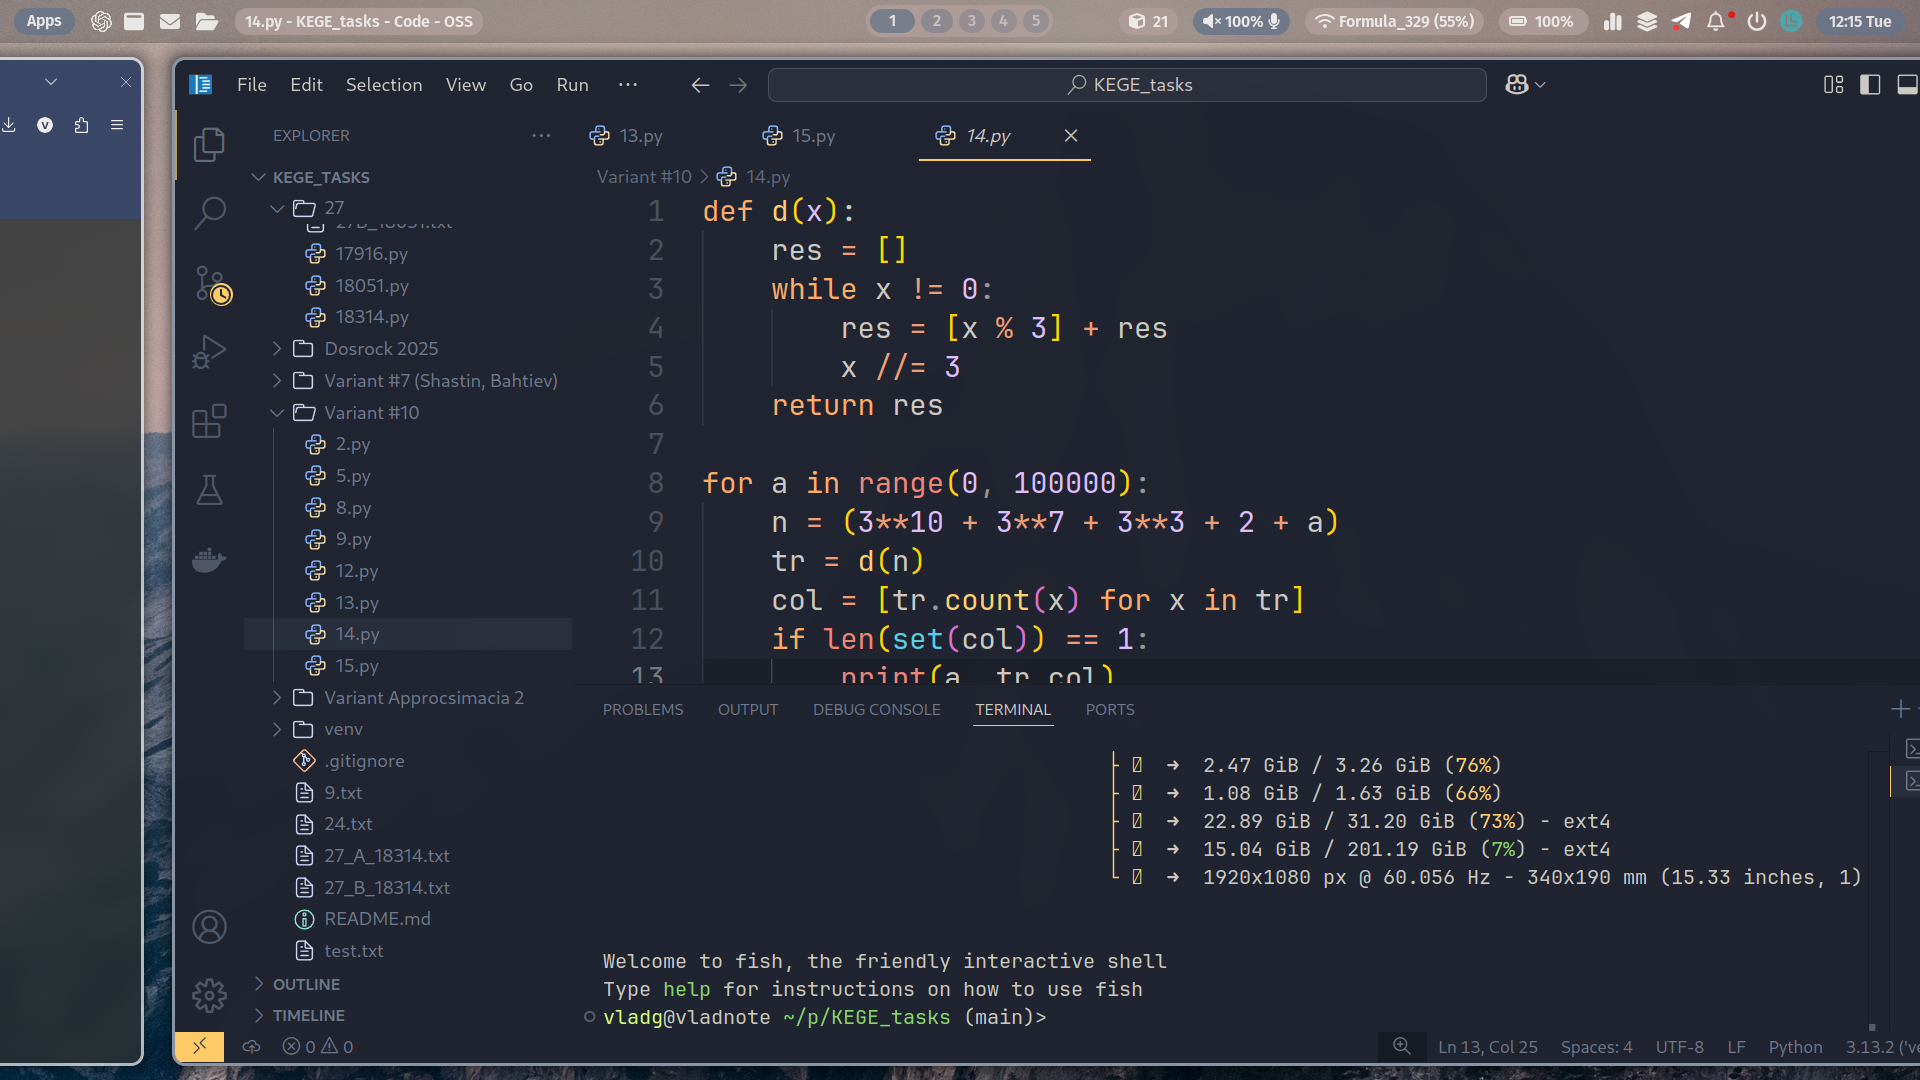 Apps
14.py - KEGE_tasks - Code - OSS
1 2 3 4 5
21
100%
Formula_329 (55%)
100%
12:15 Tue
File Edit Selection View Go Run ···
KEGE_tasks
EXPLORER
13.py
15.py
14.py
Variant #10 > 14.py
KEGE_TASKS
27
27B_18051.txt
17916.py
18051.py
18314.py
Dosrock 2025
Variant #7 (Shastin, Bahtiev)
Variant #10
2.py
5.py
8.py
9.py
12.py
13.py
14.py
15.py
Variant Approcsimacia 2
venv
.gitignore
9.txt
24.txt
27_A_18314.txt
27_B_18314.txt
README.md
test.txt
OUTLINE
TIMELINE
1 def d(x):
2 res = []
3 while x != 0:
4 res = [x % 3] + res
5 x //= 3
6 return res
7
8 for a in range(0, 100000):
9 n = (3**10 + 3**7 + 3**3 + 2 + a)
10 tr = d(n)
11 col = [tr.count(x) for x in tr]
12 if len(set(col)) == 1:
13 print(a, tr,col)
PROBLEMS OUTPUT DEBUG CONSOLE TERMINAL PORTS
➜ 2.47 GiB / 3.26 GiB (76%)
➜ 1.08 GiB / 1.63 GiB (66%)
➜ 22.89 GiB / 31.20 GiB (73%) - ext4
➜ 15.04 GiB / 201.19 GiB (7%) - ext4
➜ 1920x1080 px @ 60.056 Hz - 340x190 mm (15.33 inches, 1)
Welcome to fish, the friendly interactive shell
Type help for instructions on how to use fish
vladg@vladnote ~/p/KEGE_tasks (main)>
0 0
Ln 13, Col 25 Spaces: 4 UTF-8 LF Python 3.13.2 ('ve